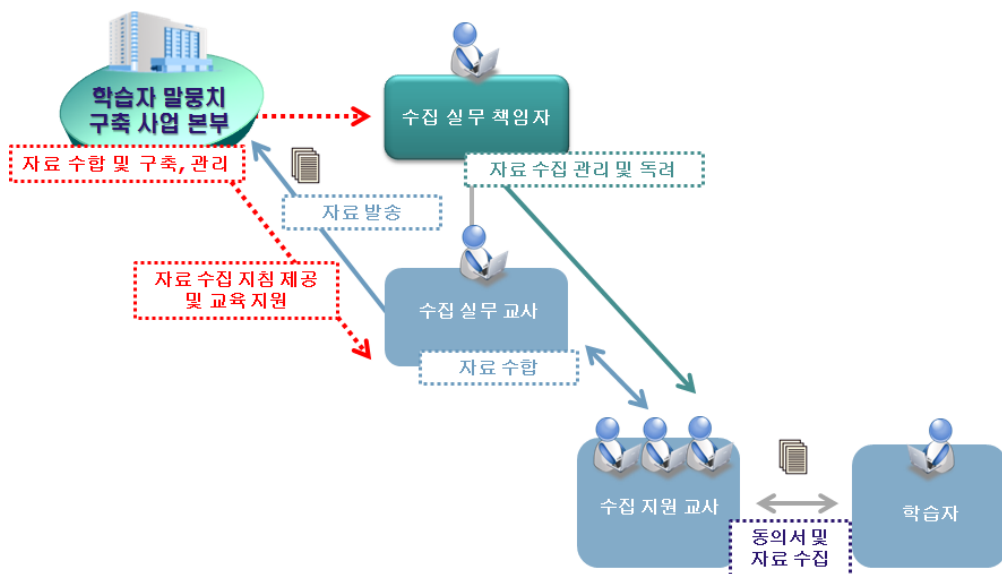 학습자 말뭉치
구축 사업 본부
수집 실무 책임자
자료 수합 및 구축, 관리
자료 수집 관리 및 독려
자료 발송
자료 수집 지침 제공
및 교육 지원
수집 실무 교사
자료 수합
수집 지원 교사
학습자
동의서 및
자료 수집